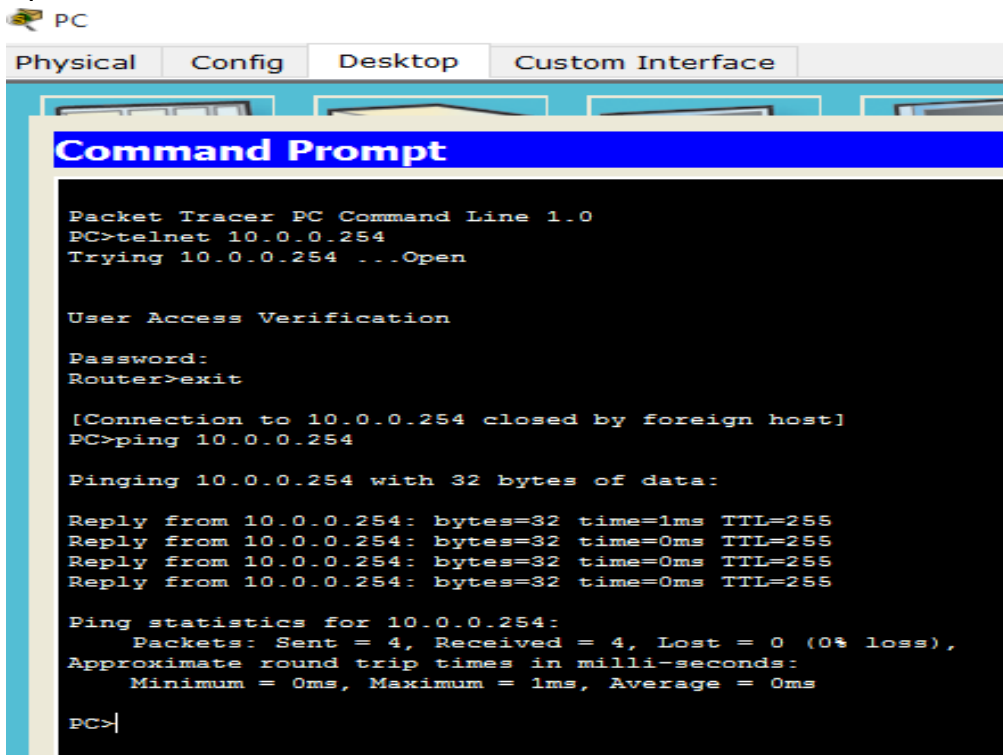 PC
Physical Config Desktop Custom Interface
Command Prompt
Packet Tracer PC Command Line 1.0
PC>telnet 10.0.0.254
Trying 10.0.0.254 ...Open
User Access Verification
Password:
Router>exit
[Connection to 10.0.0.254 closed by foreign host]
PC>ping 10.0.0.254
Pinging 10.0.0.254 with 32 bytes of data:
Reply from 10.0.0.254: bytes=32 time=1ms TTL=255
Reply from 10.0.0.254: bytes=32 time=0ms TTL=255
Reply from 10.0.0.254: bytes=32 time=0ms TTL=255
Reply from 10.0.0.254: bytes=32 time=0ms TTL=255
Ping statistics for 10.0.0.254:
Packets: Sent = 4, Received = 4, Lost = 0 (0% loss),
Approximate round trip times in milli-seconds:
Minimum = 0ms, Maximum = 1ms, Average = 0ms
PC>